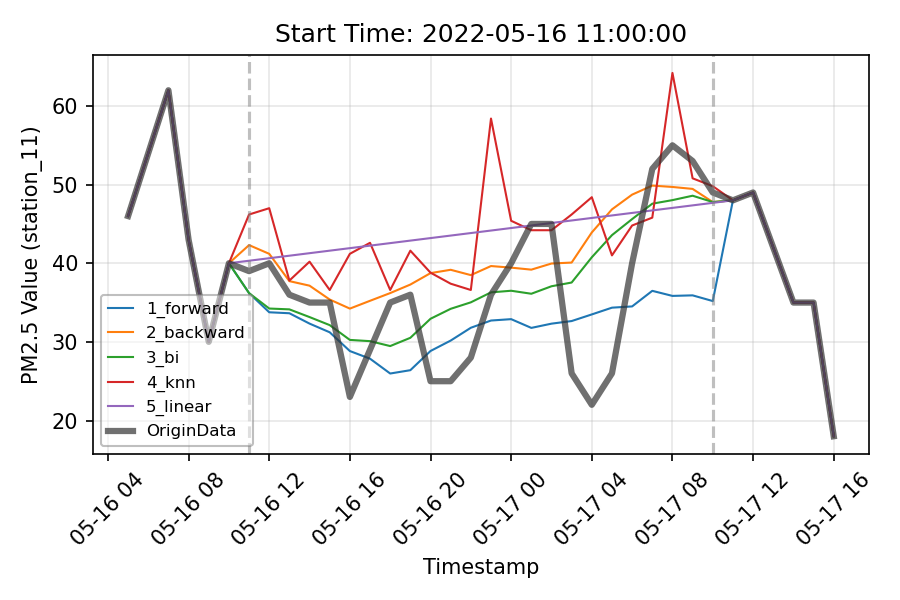 Start Time: 2022-05-16 11:00:00
PM2.5 Value (station_11)
60
50
40
30
20
1_forward
2_backward
3_bi
4_knn
5_linear
OriginData
05-16 04
05-16 08
05-16 12
05-16 16
05-16 20
05-17 00
05-17 04
05-17 08
05-17 12
05-17 16
Timestamp